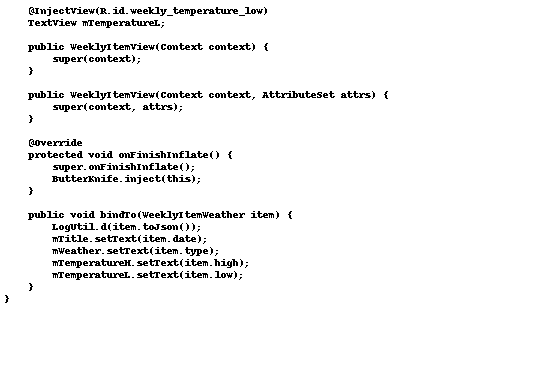 @InjectView(R.id.weekly_temperature_low)
TextView mTemperatureL;
public WeeklyItemView(Context context) {
super(context);
}
public WeeklyItemView(Context context, AttributeSet attrs) {
super(context, attrs);
}
@Override
protected void onFinishInflate() {
super.onFinishInflate();
ButterKnife.inject(this);
}
public void bindTo(WeeklyItemWeather item) {
LogUtil.d(item.toJson());
mTitle.setText(item.date);
mWeather.setText(item.type);
mTemperatureH.setText(item.high);
mTemperatureL.setText(item.low);
}
}